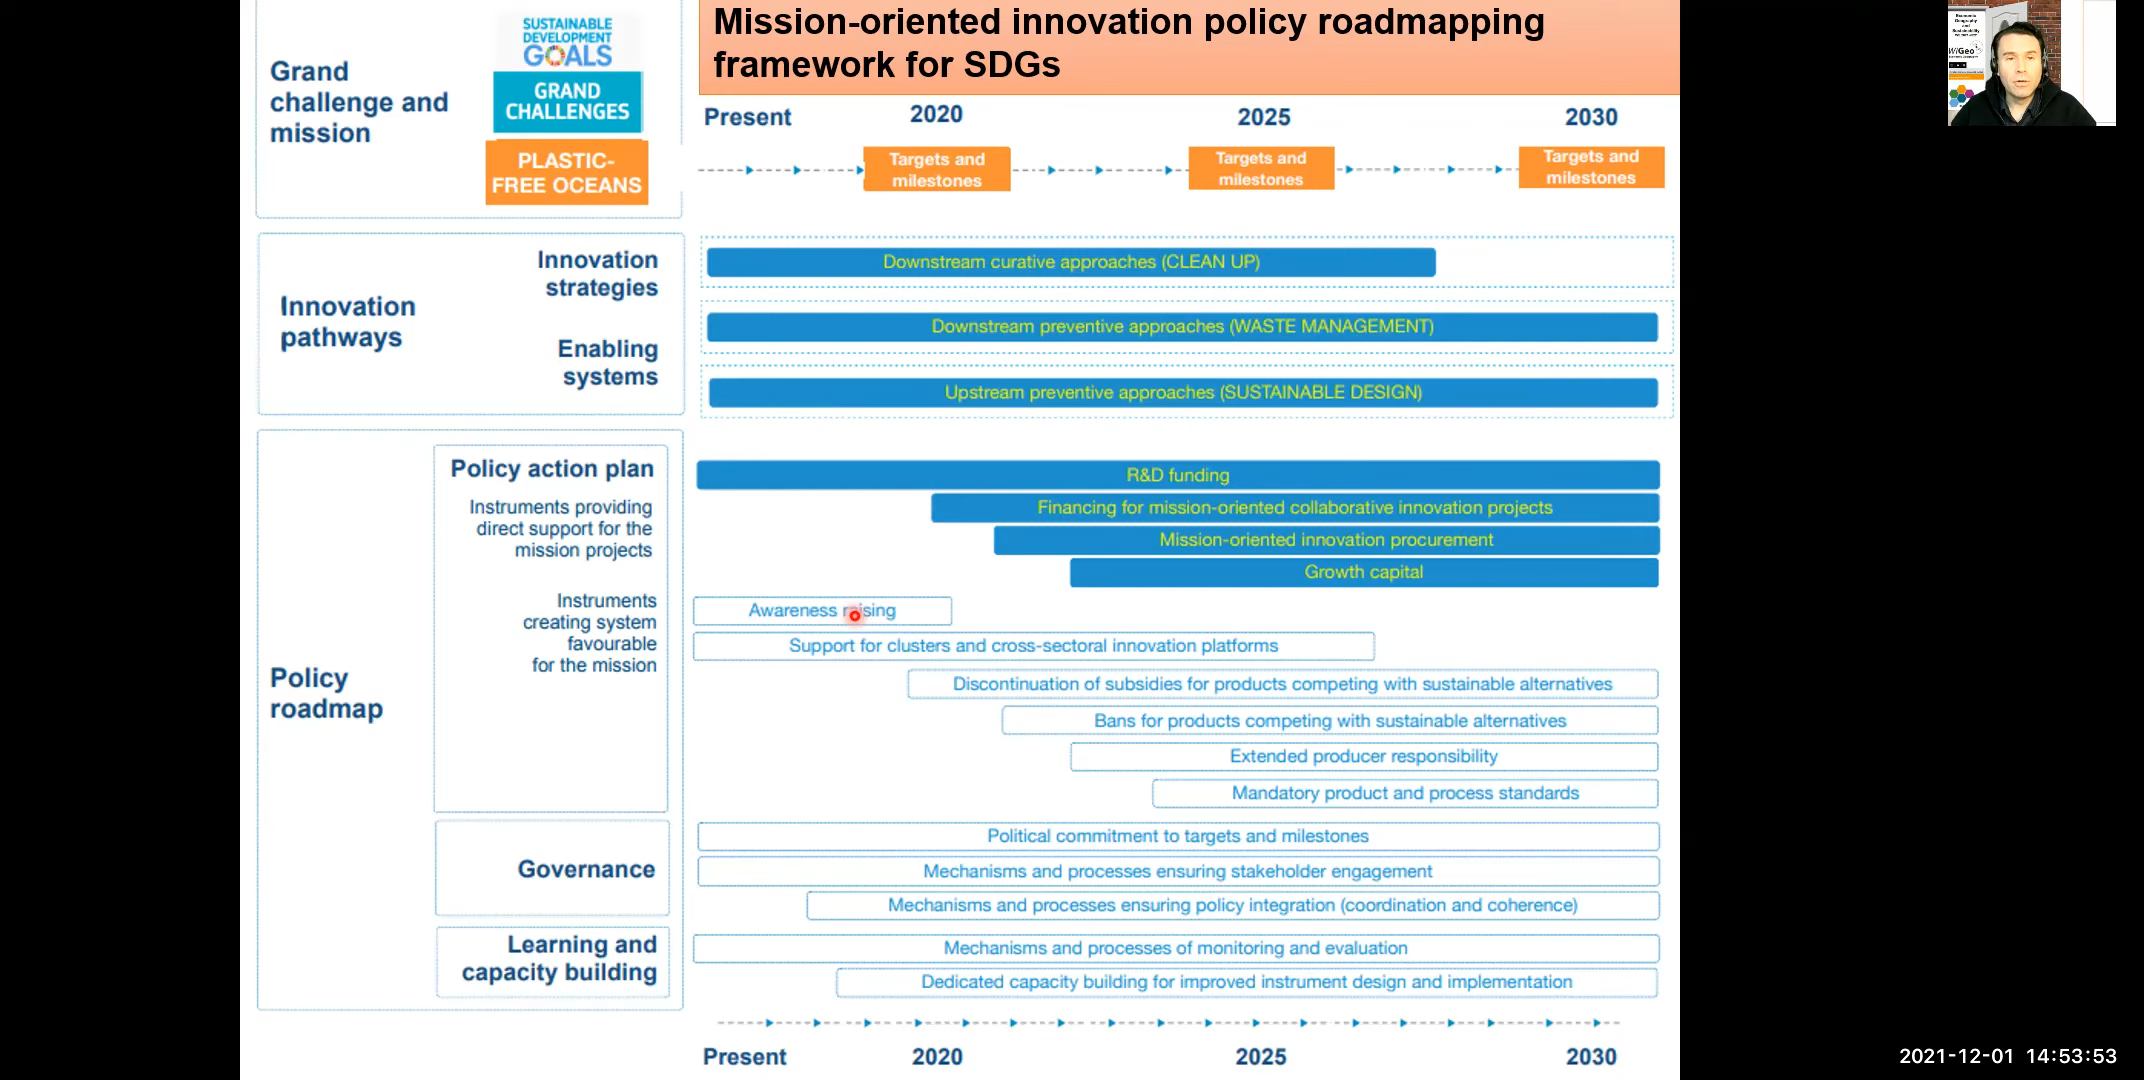 Mission-oriented innovation policy roadmapping
framework for SDGs
SUSTAINABLE
DEVELOPMENT
GOALS
Grand
challenge and
mission
GRAND
CHALLENGES
PLASTIC-
FREE OCEANS
Present
2020
2025
2030
Targets and
milestones
Targets and
milestones
Targets and
milestones
Innovation
pathways
Innovation
strategies
Enabling
systems
Downstream curative approaches (CLEAN UP)
Downstream preventive approaches (WASTE MANAGEMENT)
Upstream preventive approaches (SUSTAINABLE DESIGN)
Policy
roadmap
Policy action plan
Instruments providing
direct support for the
mission projects
Instruments
creating system
favourable
for the mission
R&D funding
Financing for mission-oriented collaborative innovation projects
Mission-oriented innovation procurement
Growth capital
Awareness raising
Support for clusters and cross-sectoral innovation platforms
Discontinuation of subsidies for products competing with sustainable alternatives
Bans for products competing with sustainable alternatives
Extended producer responsibility
Mandatory product and process standards
Governance
Political commitment to targets and milestones
Mechanisms and processes ensuring stakeholder engagement
Mechanisms and processes ensuring policy integration (coordination and coherence)
Learning and
capacity building
Mechanisms and processes of monitoring and evaluation
Dedicated capacity building for improved instrument design and implementation
Present
2020
2025
2030
Economic
Geography
and
Sustainability
WiGeo
2021-12-01 14:53:53